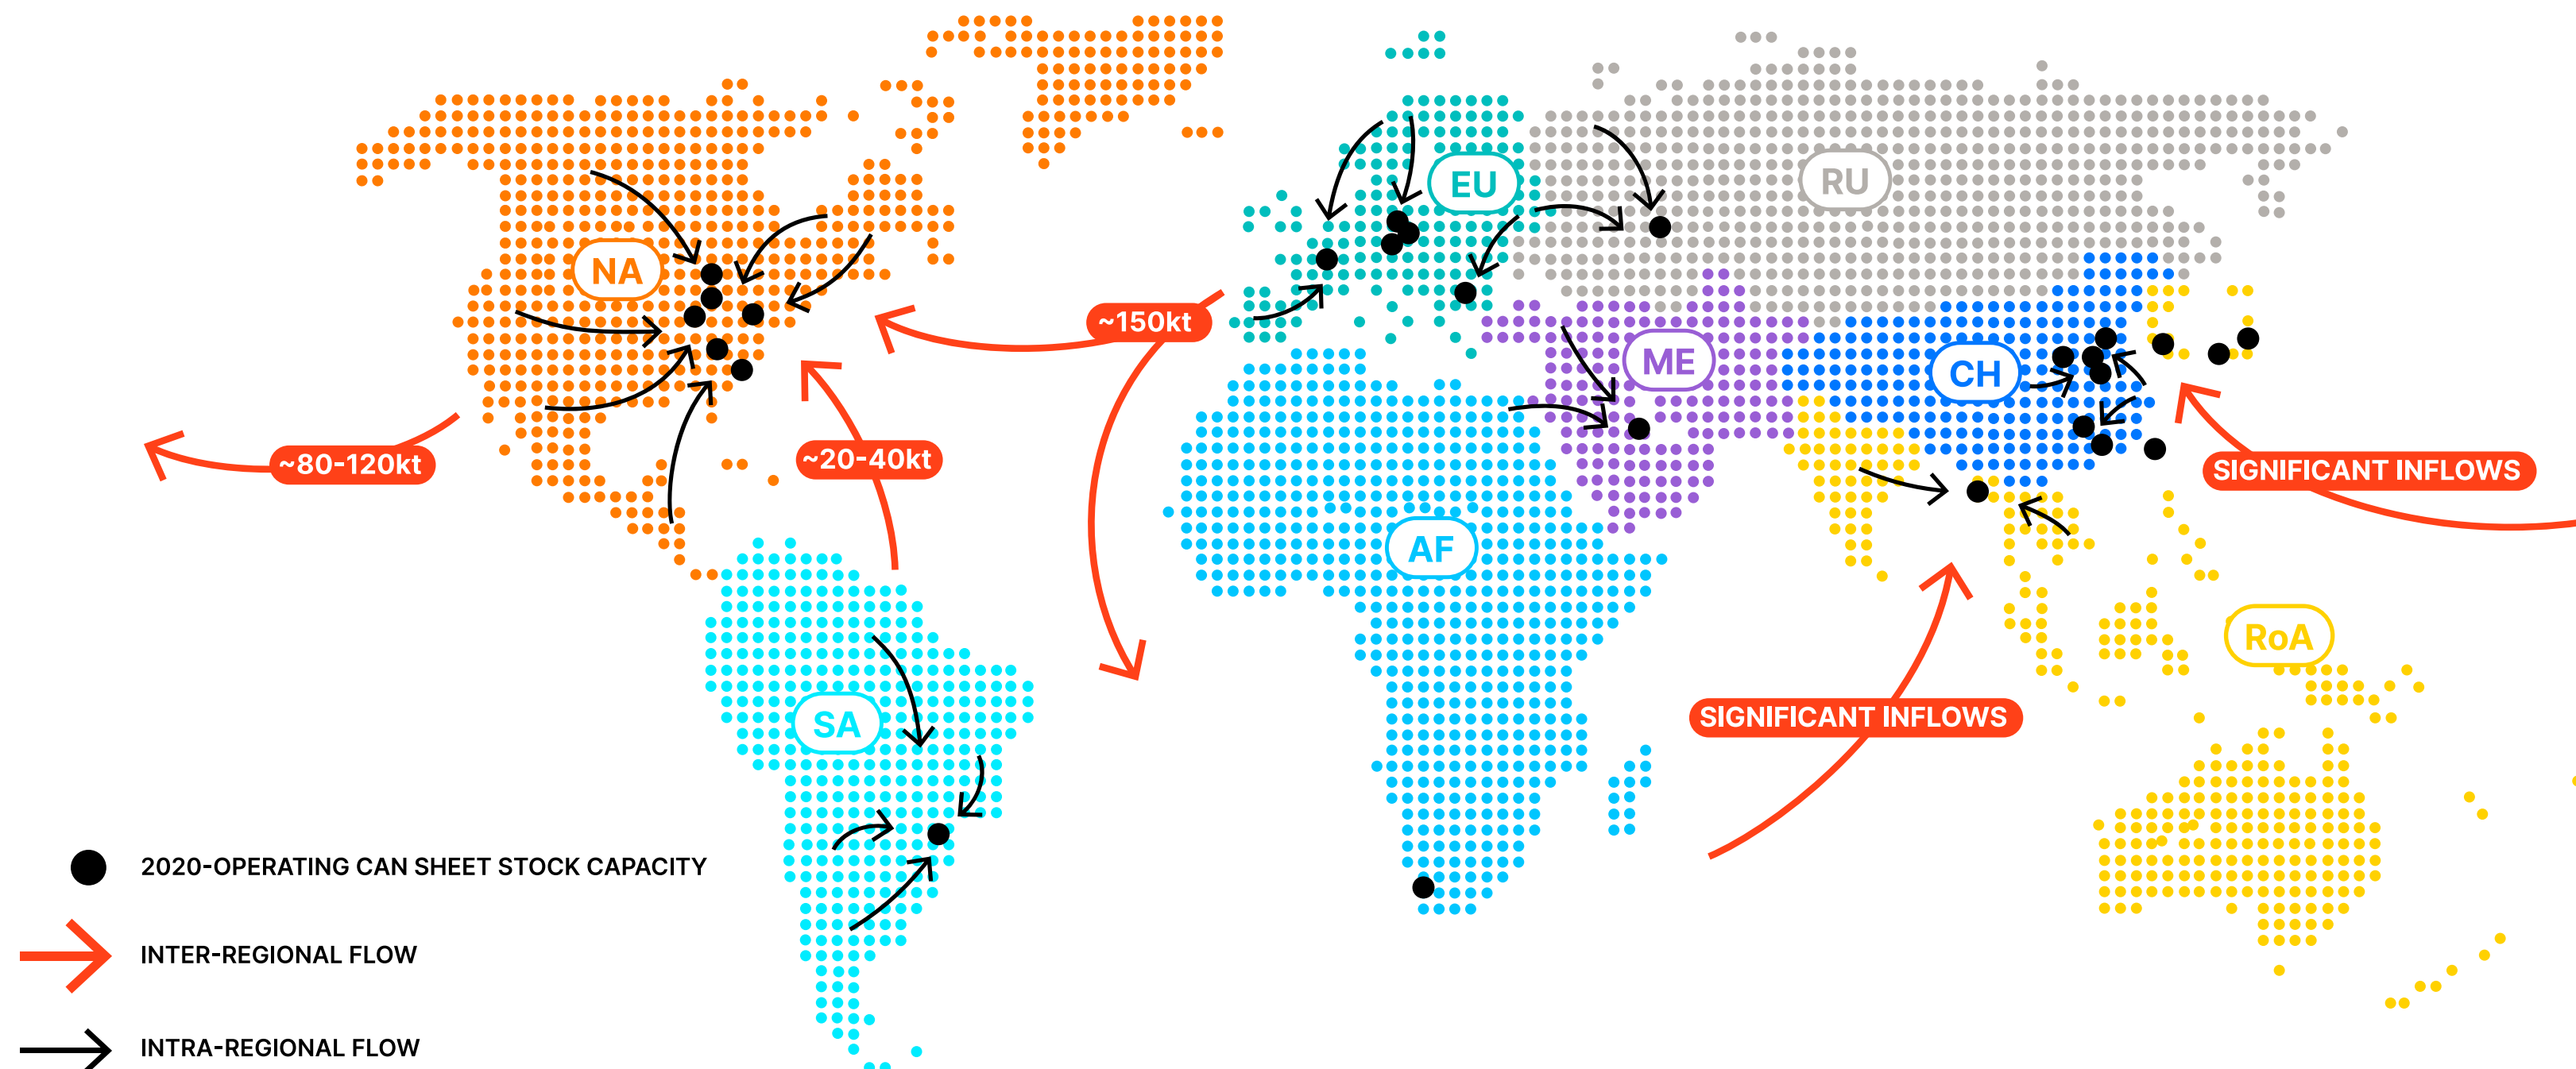 EU
RU
NA
~150kt
ME
CH
~80-120kt
~20-40kt
SIGNIFICANT INFLOWS
AF
RoA
SA
SIGNIFICANT INFLOWS
2020-OPERATING CAN SHEET STOCK CAPACITY
INTER-REGIONAL FLOW
INTRA-REGIONAL FLOW